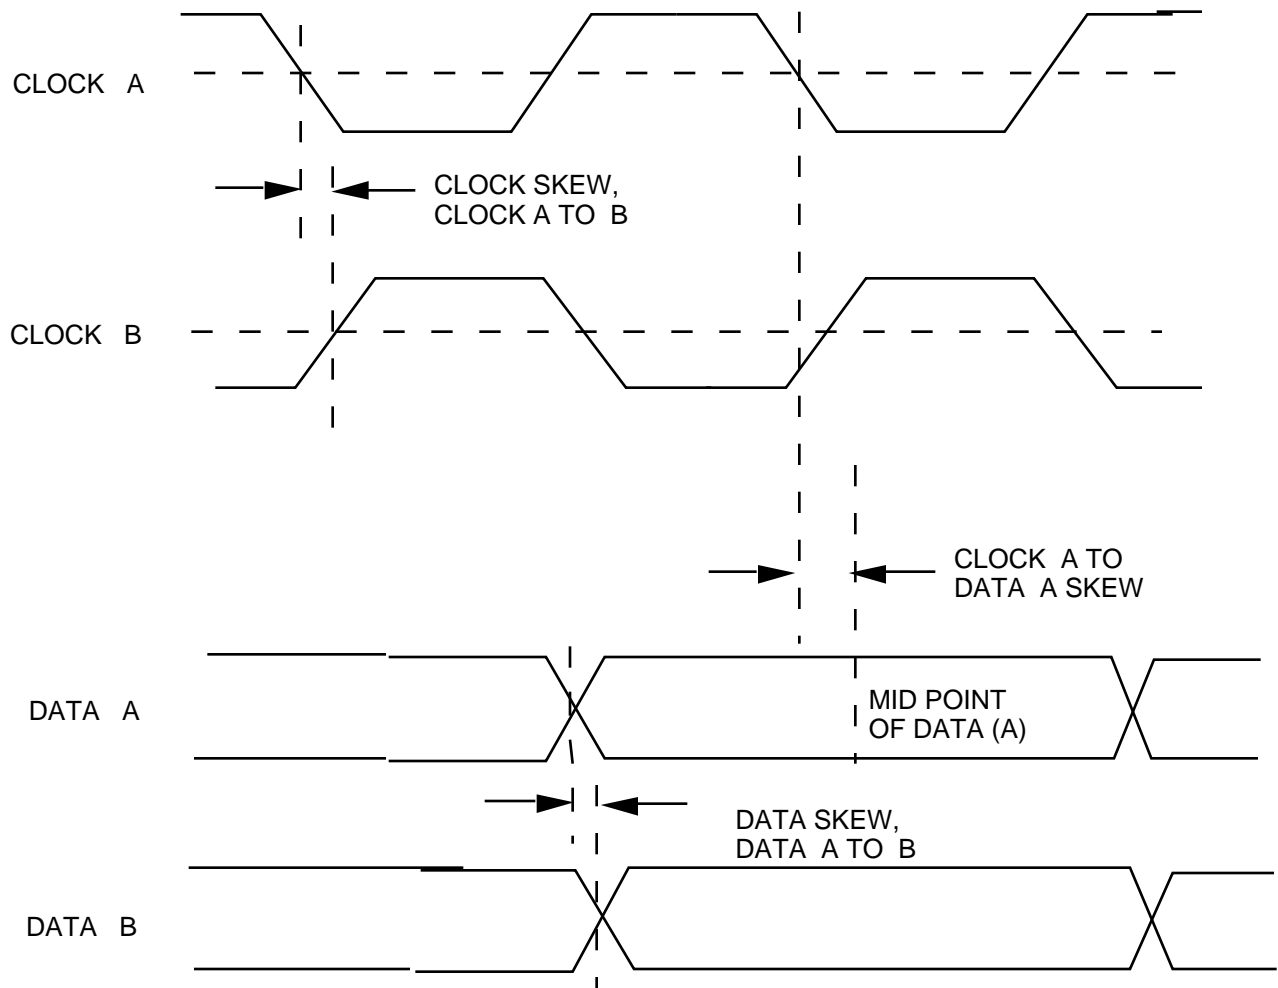 CLOCK A
CLOCK SKEW,
CLOCK A TO B
CLOCK B
CLOCK A TO
DATA A SKEW
DATA A
MID POINT
OF DATA (A)
DATA SKEW,
DATA A TO B
DATA B